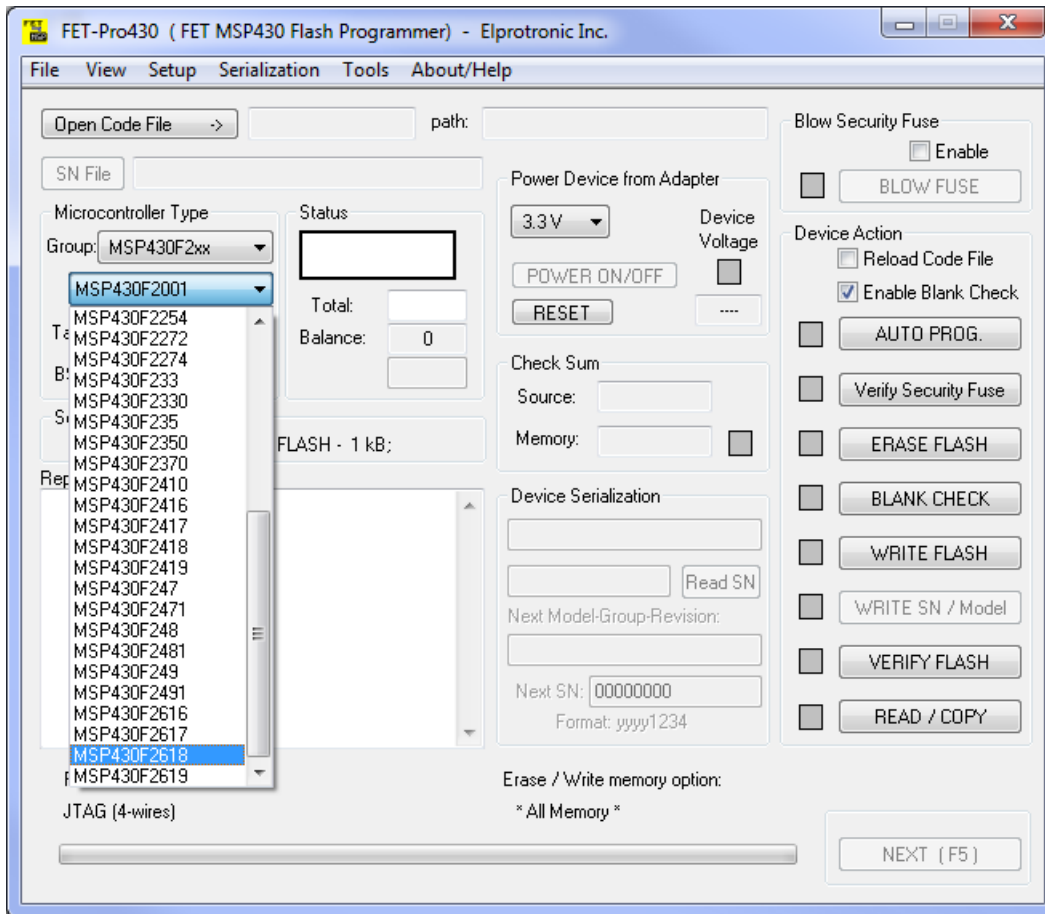 FET-Pro430 ( FET MSP430 Flash Programmer) - Elprotronic Inc.
File View Setup Serialization Tools About/Help
Open Code File ->
path:
SN File
Microcontroller Type
Group: MSP430F2xx
MSP430F2001
MSP430F2254
MSP430F2272
MSP430F2274
MSP430F233
MSP430F2330
MSP430F235
MSP430F2350
MSP430F2370
MSP430F2410
MSP430F2416
MSP430F2417
MSP430F2418
MSP430F2419
MSP430F247
MSP430F2471
MSP430F248
MSP430F2481
MSP430F249
MSP430F2491
MSP430F2616
MSP430F2617
MSP430F2618
MSP430F2619
Status
Total:
Balance: 0
FLASH - 1 kB;
JTAG (4-wires)
Power Device from Adapter
3.3 V
Device
Voltage
POWER ON/OFF
RESET
----
Check Sum
Source:
Memory:
Device Serialization
Read SN
Next Model-Group-Revision:
Next SN: 00000000
Format: yyyy1234
Erase / Write memory option:
* All Memory *
Blow Security Fuse
Enable
BLOW FUSE
Device Action
Reload Code File
Enable Blank Check
AUTO PROG.
Verify Security Fuse
ERASE FLASH
BLANK CHECK
WRITE FLASH
WRITE SN / Model
VERIFY FLASH
READ / COPY
NEXT ( F5 )